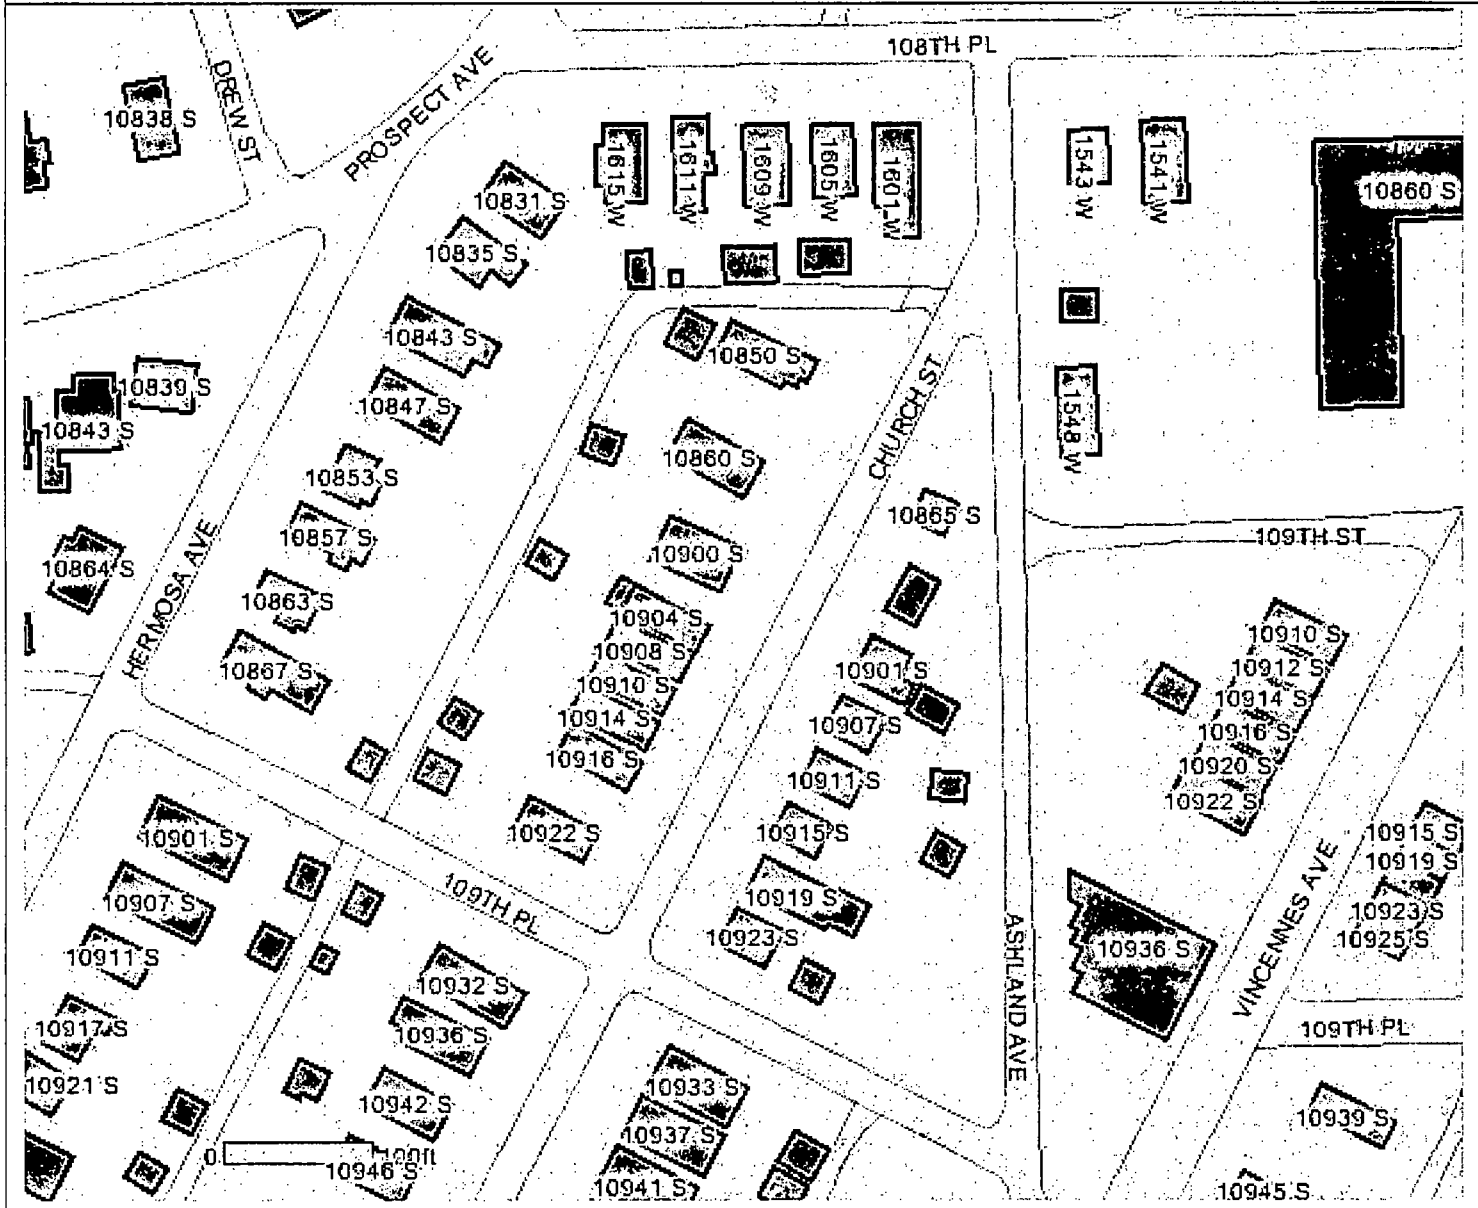 108TH PL
DREW ST
PROSPECT AVE
10838 S
1615 W
1611 W
1609 W
1605 W
1601 W
1543 W
1541 W
10860 S
10831 S
10835 S
10843 S
10850 S
10839 S
10847 S
10843 S
CHURCH ST
1548 W
10860 S
10853 S
10865 S
10857 S
109TH ST
10900 S
10864 S
HERMOSA AVE
10863 S
10904 S
10910 S
10908 S
10912 S
10867 S
10901 S
10910 S
10914 S
10914 S
10907 S
10916 S
10916 S
10911 S
10920 S
10922 S
10901 S
10922 S
10915 S
10915 S
10919 S
109TH PL
10907 S
10919 S
10923 S
10923 S
10925 S
10911 S
10936 S
VINCENNES AVE
ASHLAND AVE
10932 S
10917 S
10936 S
109TH PL
10921 S
10933 S
10942 S
10939 S
10937 S
0
100ft
10946 S
10941 S
10945 S